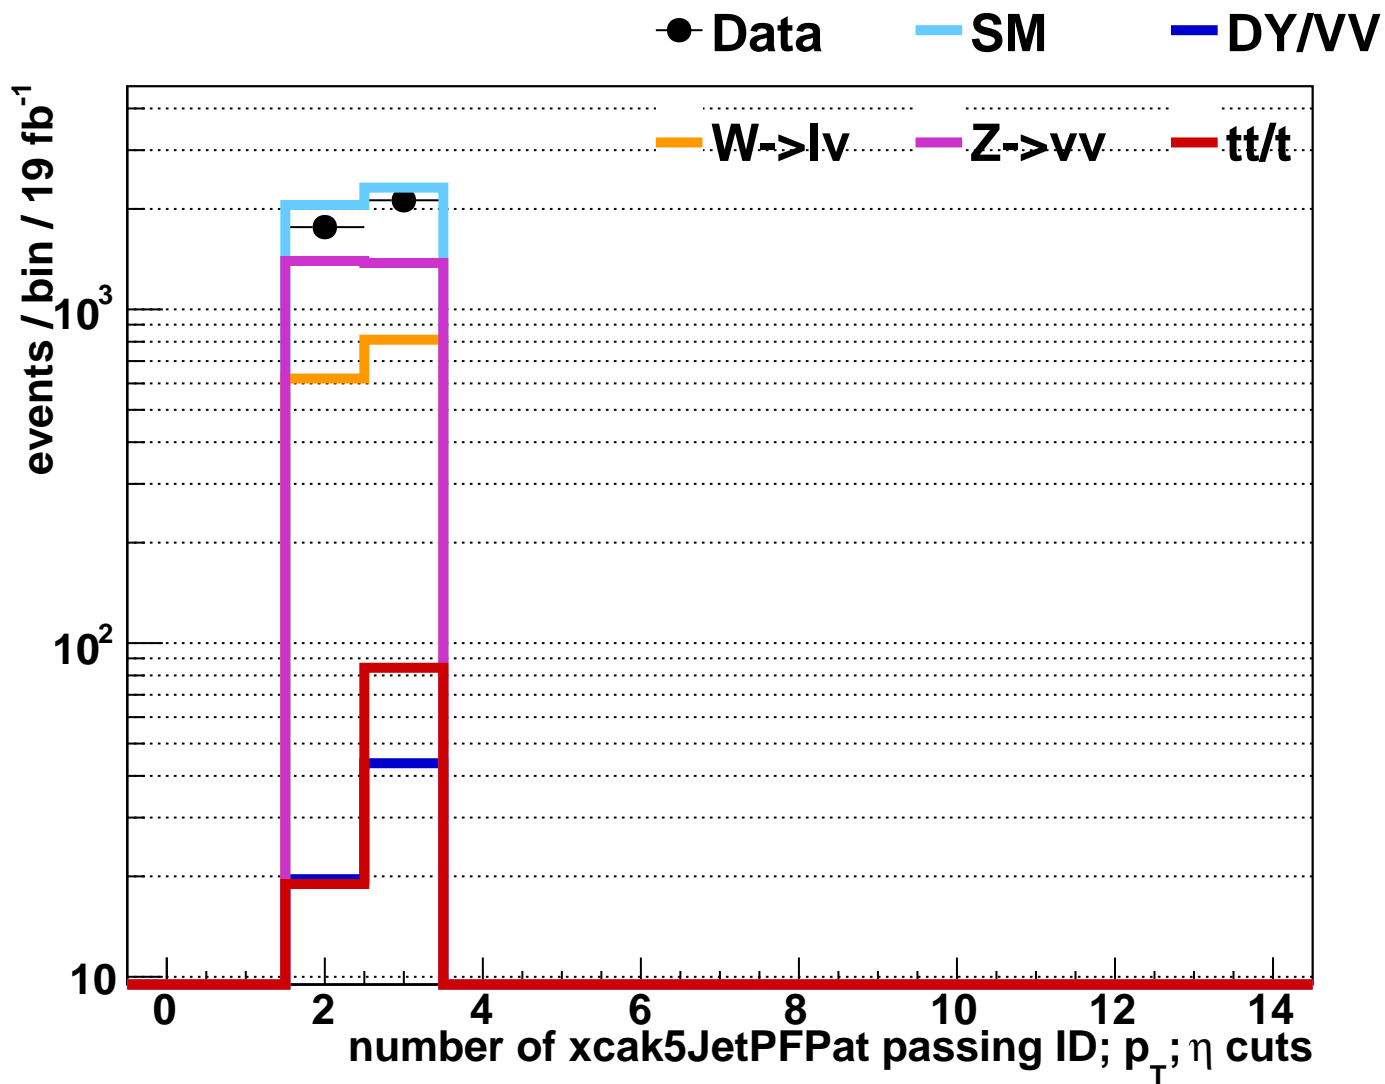 Data SM DY/VV
W->lv Z->vv tt/t
events / bin / 19 fb⁻¹
10³
10²
10
0 2 4 6 8 10 12 14
number of xcak5JetPFPat passing ID; p_T; η cuts